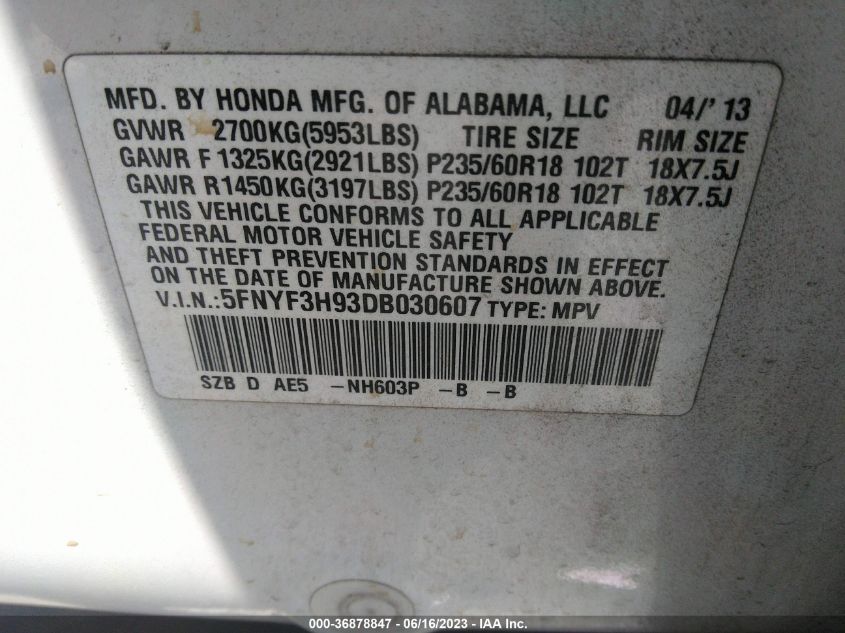 MFD. BY HONDA MFG. OF ALABAMA, LLC 04/'13
GVWR 2700KG(5953LBS) TIRE SIZE RIM SIZE
GAWR F 1325KG(2921LBS) P235/60R18 102T 18X7.5J
GAWR R1450KG(3197LBS) P235/60R18 102T 18X7.5J
THIS VEHICLE CONFORMS TO ALL APPLICABLE
FEDERAL MOTOR VEHICLE SAFETY
AND THEFT PREVENTION STANDARDS IN EFFECT
ON THE DATE OF MANUFACTURE SHOWN ABOVE.
V.I.N.:5FNYF3H93DB030607 TYPE: MPV
SZB D AE5 -NH603P -B -B
000-36878847 - 06/16/2023 - IAA Inc.